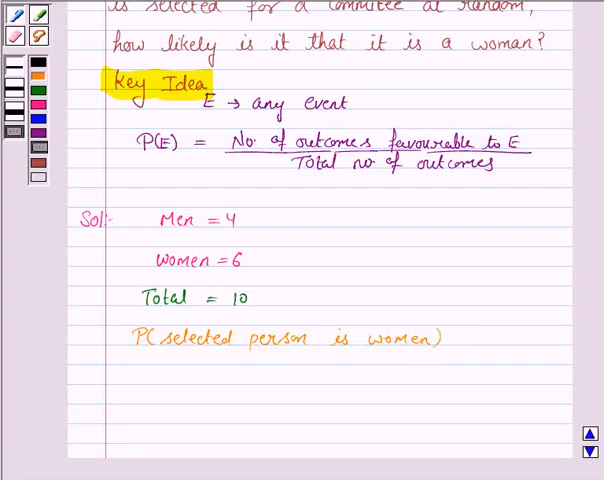 is selected for a commitee at random,
how likely is it that it is a woman?
Key Idea
E → any event
P(E) = No. of outcomes favourable to E
Total no of outcomes
Sol:-
Men = 4
women = 6
Total = 10
P(selected person is women)